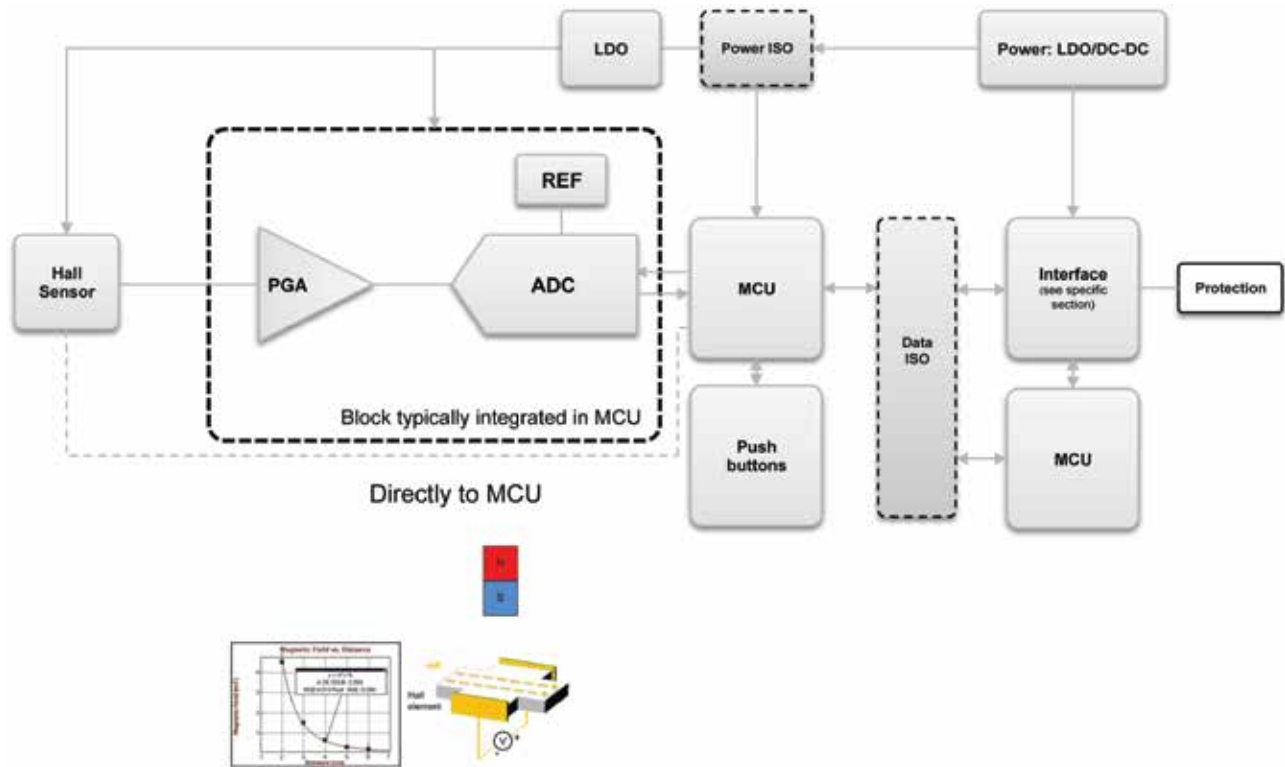 LDO
Power ISO
Power: LDO/DC-DC
REF
Hall
Sensor
PGA
ADC
MCU
Data
ISO
Interface
(see specific
section)
Protection
Block typically integrated in MCU
Push
buttons
MCU
Directly to MCU
N
S
Magnetic Field vs. Distance
Hall
element
V